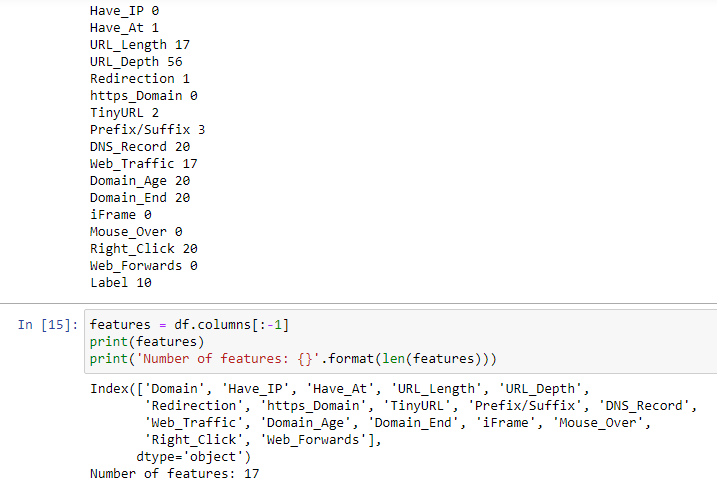 Have_IP 0
Have_At 1
URL_Length 17
URL_Depth 56
Redirection 1
https_Domain 0
TinyURL 2
Prefix/Suffix 3
DNS_Record 20
Web_Traffic 17
Domain_Age 20
Domain_End 20
iFrame 0
Mouse_Over 0
Right_Click 20
Web_Forwards 0
Label 10
In [15]: features = df.columns[:-1]
print(features)
print('Number of features: {}'.format(len(features)))
Index(['Domain', 'Have_IP', 'Have_At', 'URL_Length', 'URL_Depth',
'Redirection', 'https_Domain', 'TinyURL', 'Prefix/Suffix', 'DNS_Record',
'Web_Traffic', 'Domain_Age', 'Domain_End', 'iFrame', 'Mouse_Over',
'Right_Click', 'Web_Forwards'],
dtype='object')
Number of features: 17